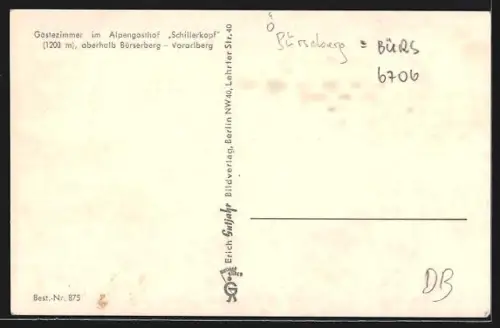 Gästezimmer im Alpengasthof „Schillerkopf"
(1200 m), oberhalb Bürserberg - Vorarlberg
Ö
Bürserberg = BÜRS
6706
Erich Gutjahr Bildverlag, Berlin NW 40, Lehrter Str. 40
DB
Best.-Nr. 875